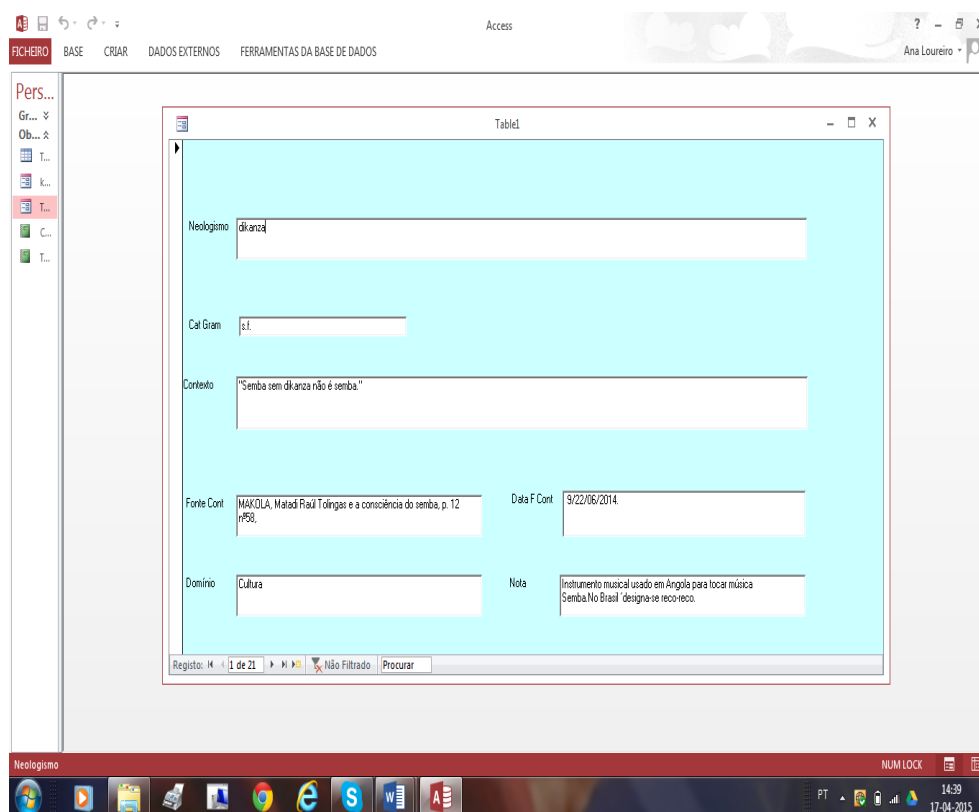 Access
? – X
FICHEIRO BASE CRIAR DADOS EXTERNOS FERRAMENTAS DA BASE DE DADOS
Ana Loureiro
Pers...
Gr...
Ob...
T...
k...
T...
C...
T...
Table1
Neologismo dikanza
Cat Gram s.f.
Contexto "Semba sem dikanza não é semba."
Fonte Cont MAKOLA, Matadi Raúl Tolingas e a consciência do semba, p. 12
nº58,
Data F Cont 9/22/06/2014.
Domínio Cultura
Nota Instrumento musical usado em Angola para tocar música
Semba.No Brasil ´designa-se reco-reco.
Registo: 1 de 21 Não Filtrado Procurar
Neologismo NUM LOCK
PT 14:39
17-04-2015